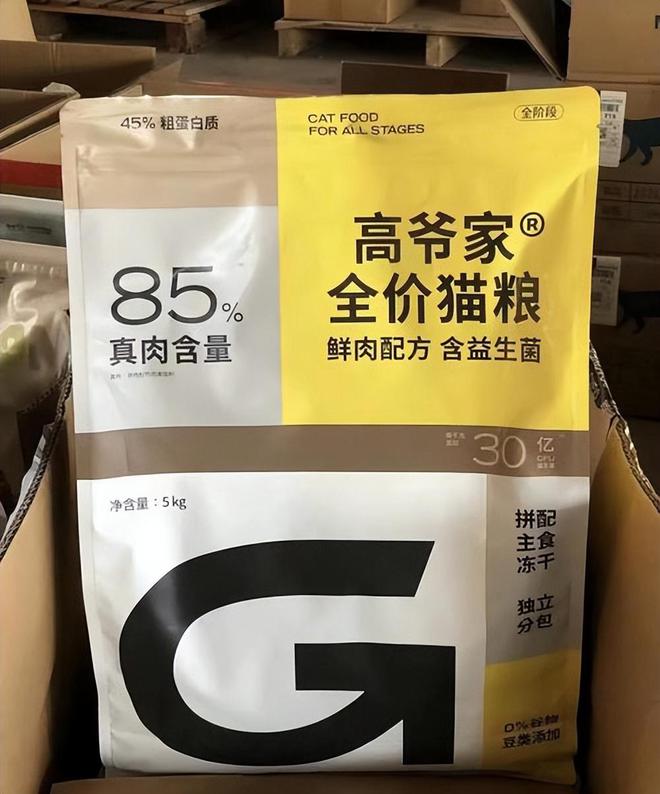 45% 粗蛋白质
CAT FOOD
FOR ALL STAGES
全阶段
高爷家®
全价猫粮
鲜肉配方 含益生菌
85%
真肉含量
30亿
CFU
净含量：5kg
拼配
主食
冻干
独立
分包
G
0%谷物
豆类添加